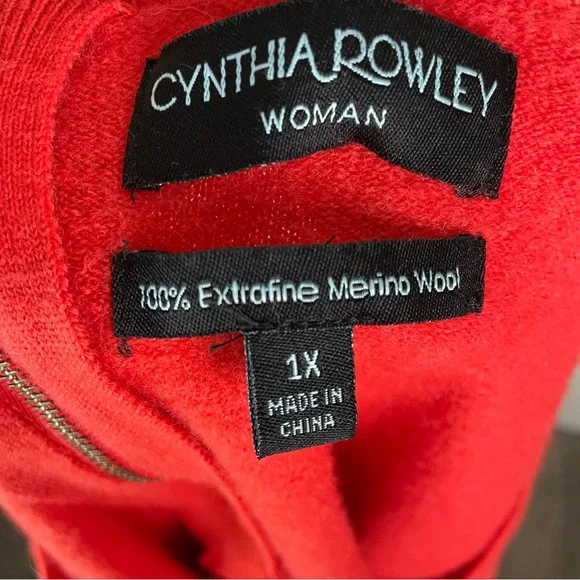 CYNTHIA ROWLEY
WOMAN
100% Extrafine Merino Wool
1X
MADE IN
CHINA